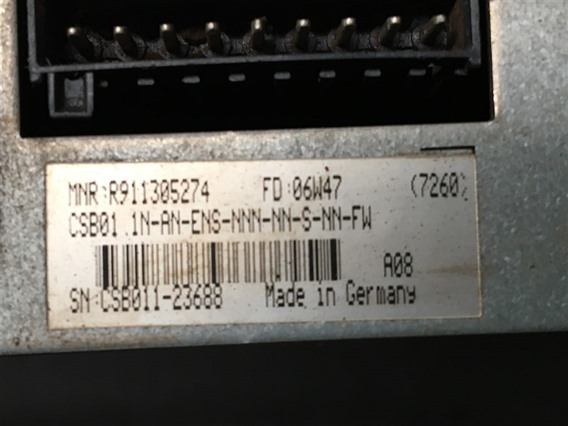 MNR:R911305274 FD:06W47 (7260)
CSB01.1N-AN-ENS-NNN-NN-S-NN-FW
A08
SN:CSB011-23688 Made in Germany